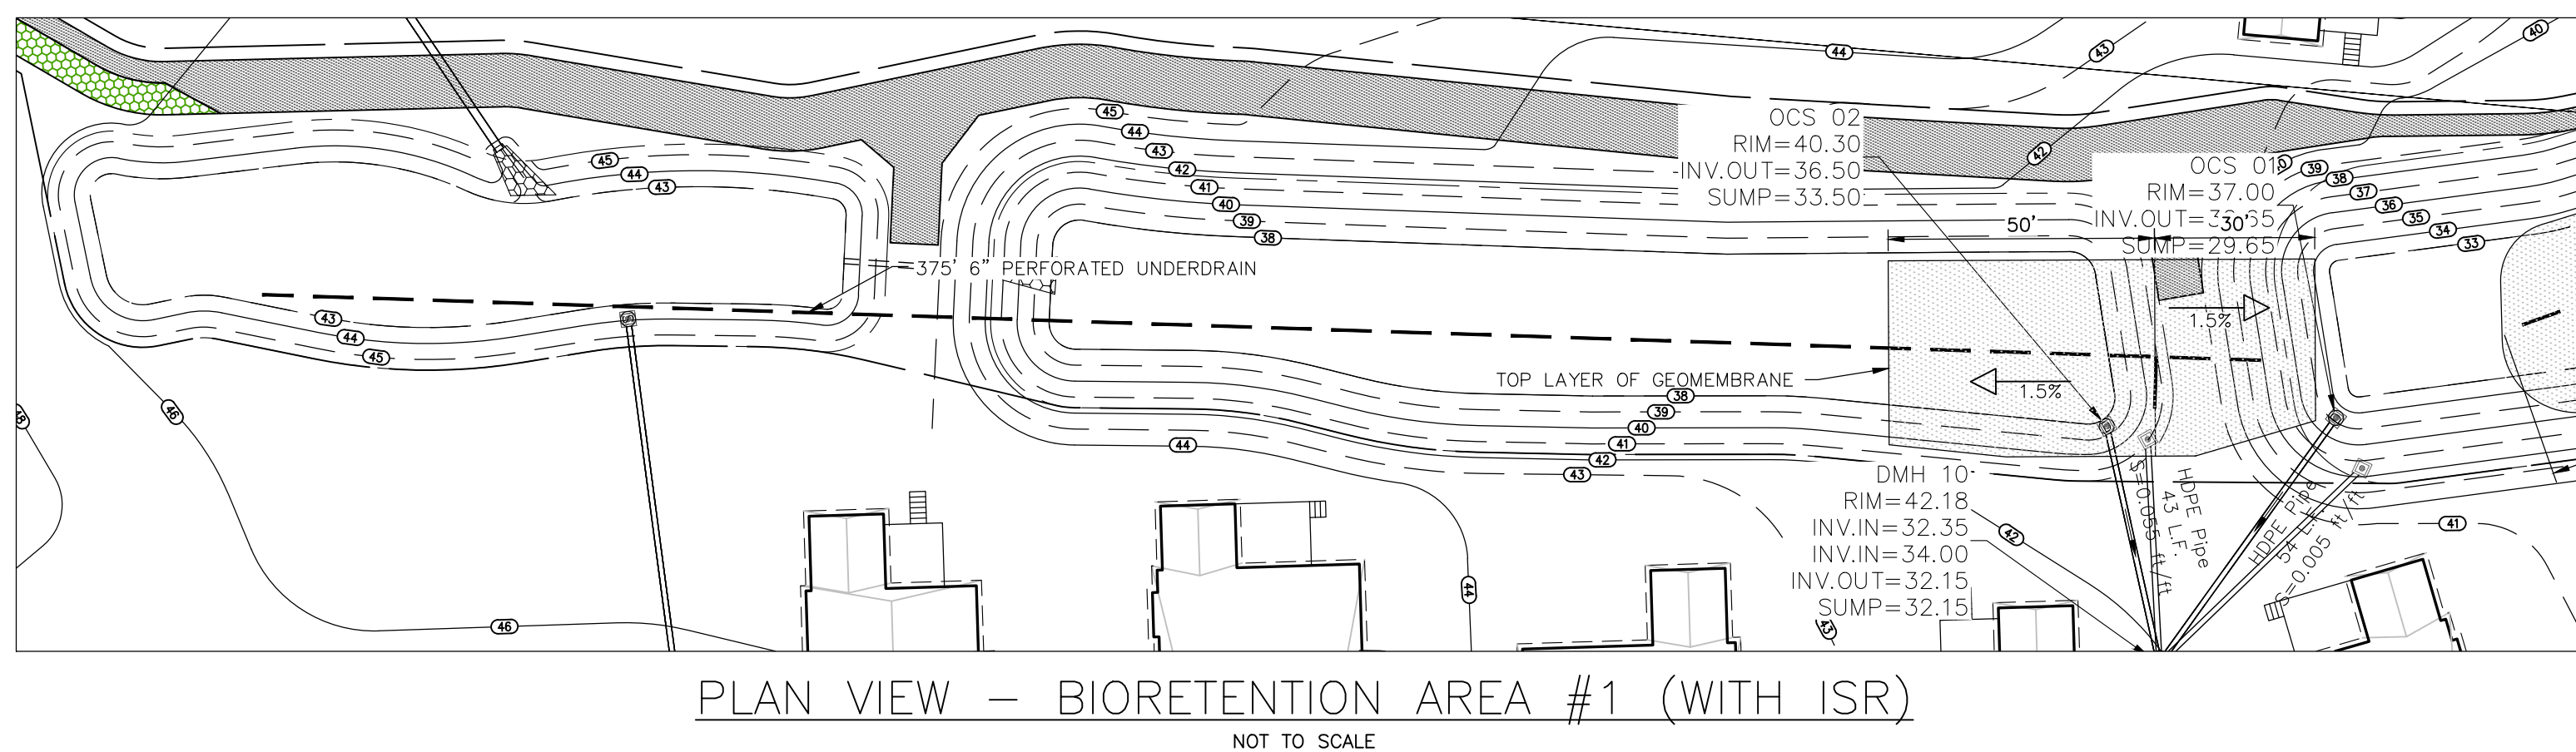 44
43
40
45
44
43
42
41
40
39
38
OCS 02
RIM=40.30
INV.OUT=36.50
SUMP=33.50
42
OCS 01
RIM=37.00
SUMP=29.65
50'
30'
39
38
37
36
35
34
33
45
44
43
375' 6" PERFORATED UNDERDRAIN
43
44
45
1.5%
TOP LAYER OF GEOMEMBRANE
1.5%
38
39
40
41
42
43
44
46
48
46
44
43
42
41
DMH 10
RIM=42.18
INV.IN=32.35
INV.IN=34.00
INV.OUT=32.15
SUMP=32.15
HDPE Pipe
43 L.F.
S=0.055 ft/ft
HDPE Pipe
54 L.F.
S=0.005 ft/ft
PLAN VIEW – BIORETENTION AREA #1 (WITH ISR)
NOT TO SCALE